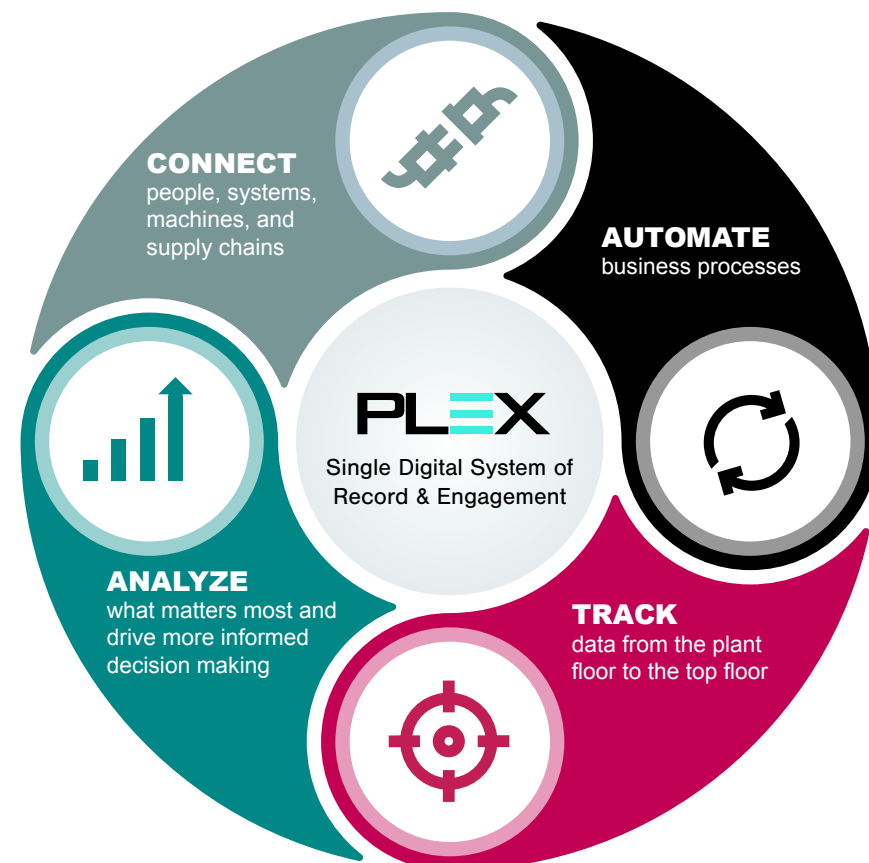 CONNECT
people, systems,
machines, and
supply chains
AUTOMATE
business processes
PLEX
Single Digital System of
Record & Engagement
ANALYZE
what matters most and
drive more informed
decision making
TRACK
data from the plant
floor to the top floor